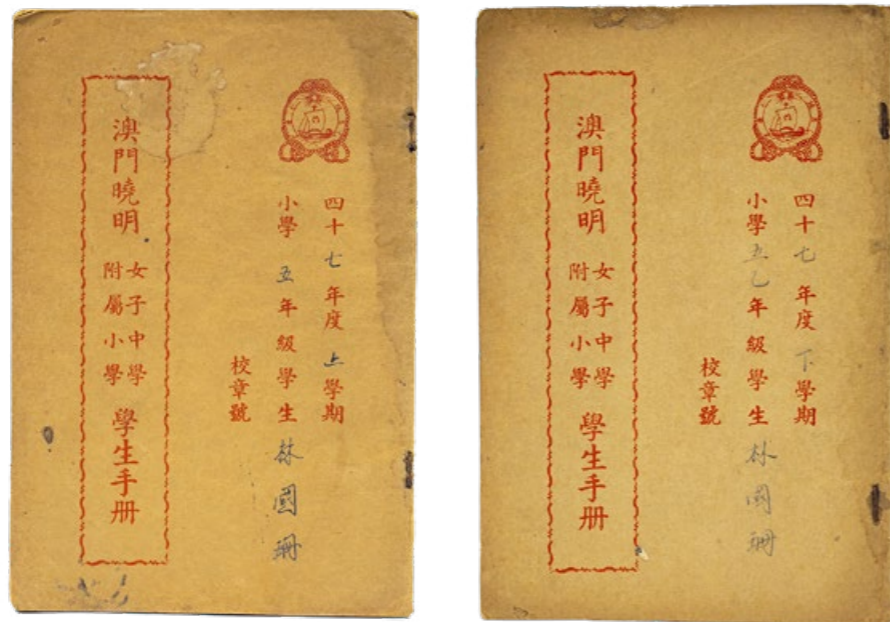 四十七年度上學期
小學五年級學生林國珊
校章號
澳門曉明女子中學附屬小學學生手册
四十七年度下學期
小學五乙年級學生林國珊
校章號
澳門曉明女子中學附屬小學學生手册